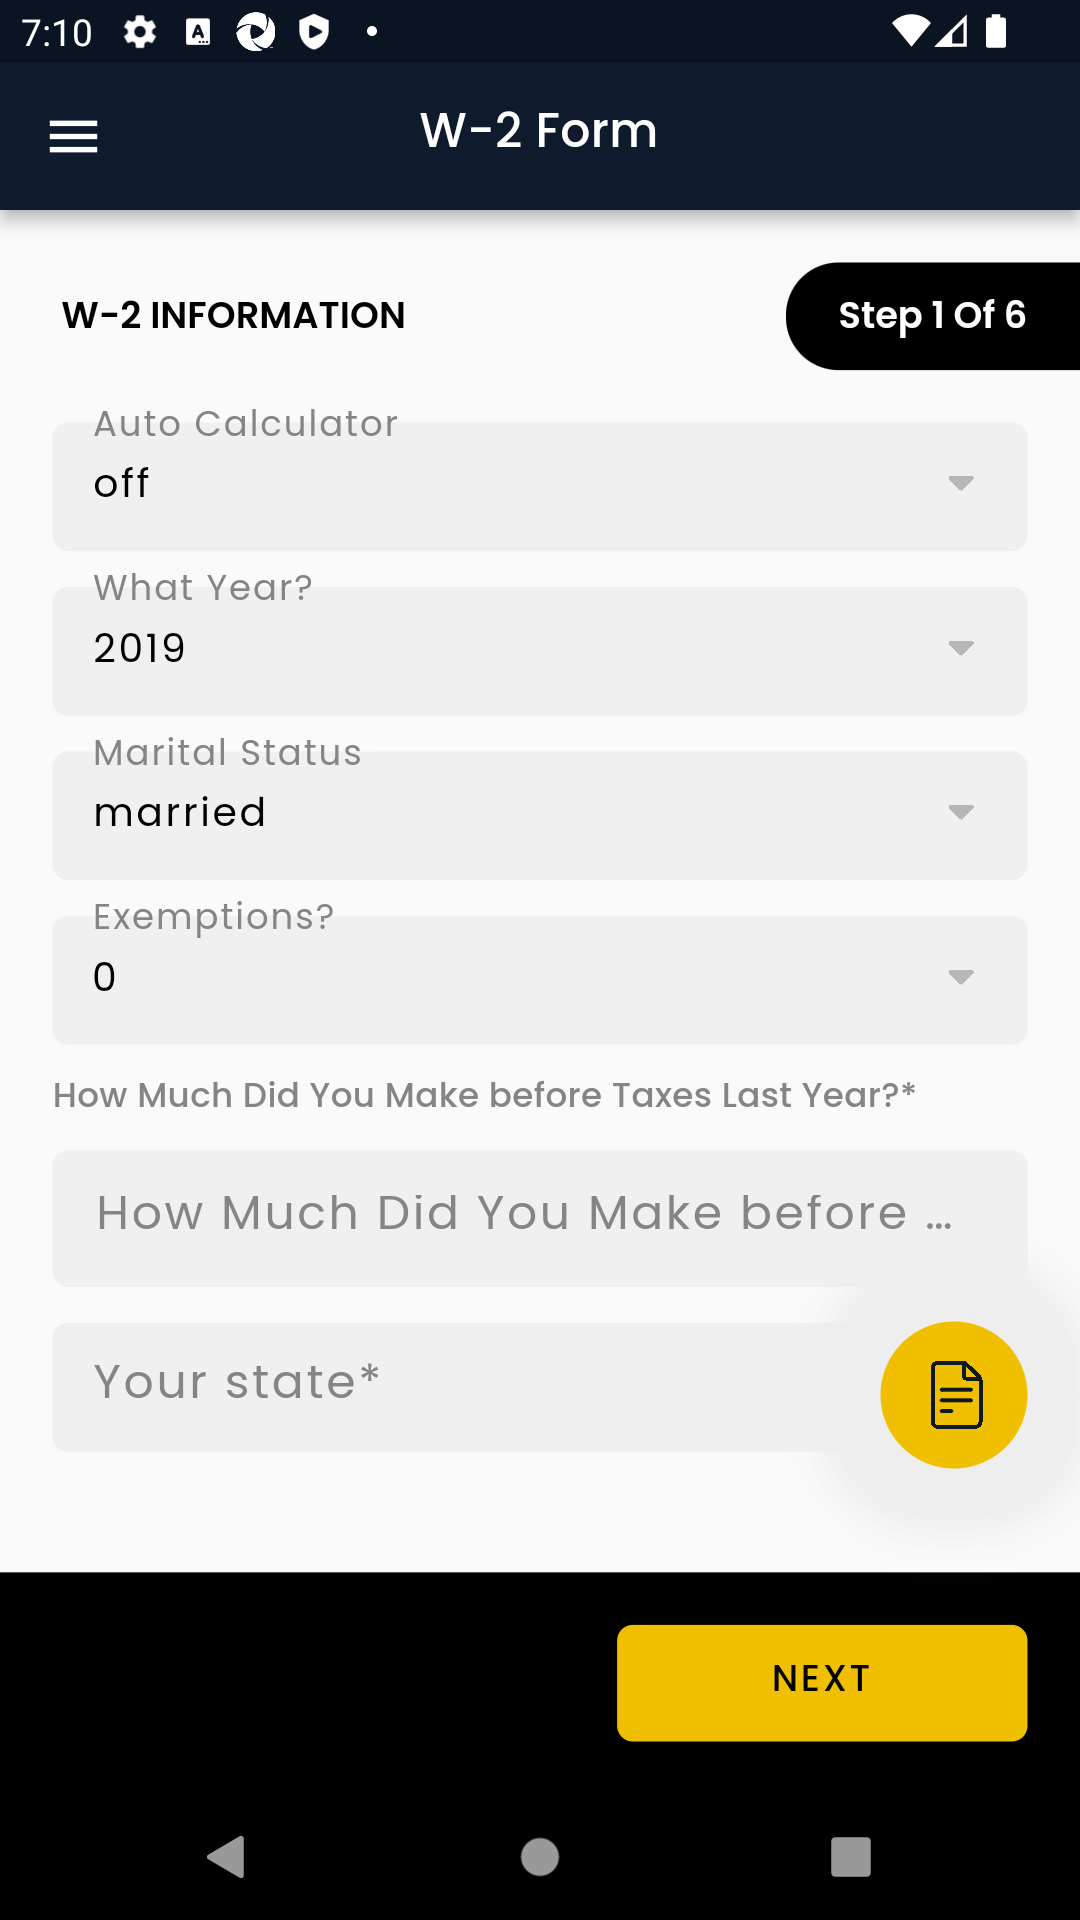 7:10
W-2 Form
W-2 INFORMATION
Step 1 Of 6
Auto Calculator
off
What Year?
2019
Marital Status
married
Exemptions?
0
How Much Did You Make before Taxes Last Year?*
How Much Did You Make before ...
Your state*
NEXT